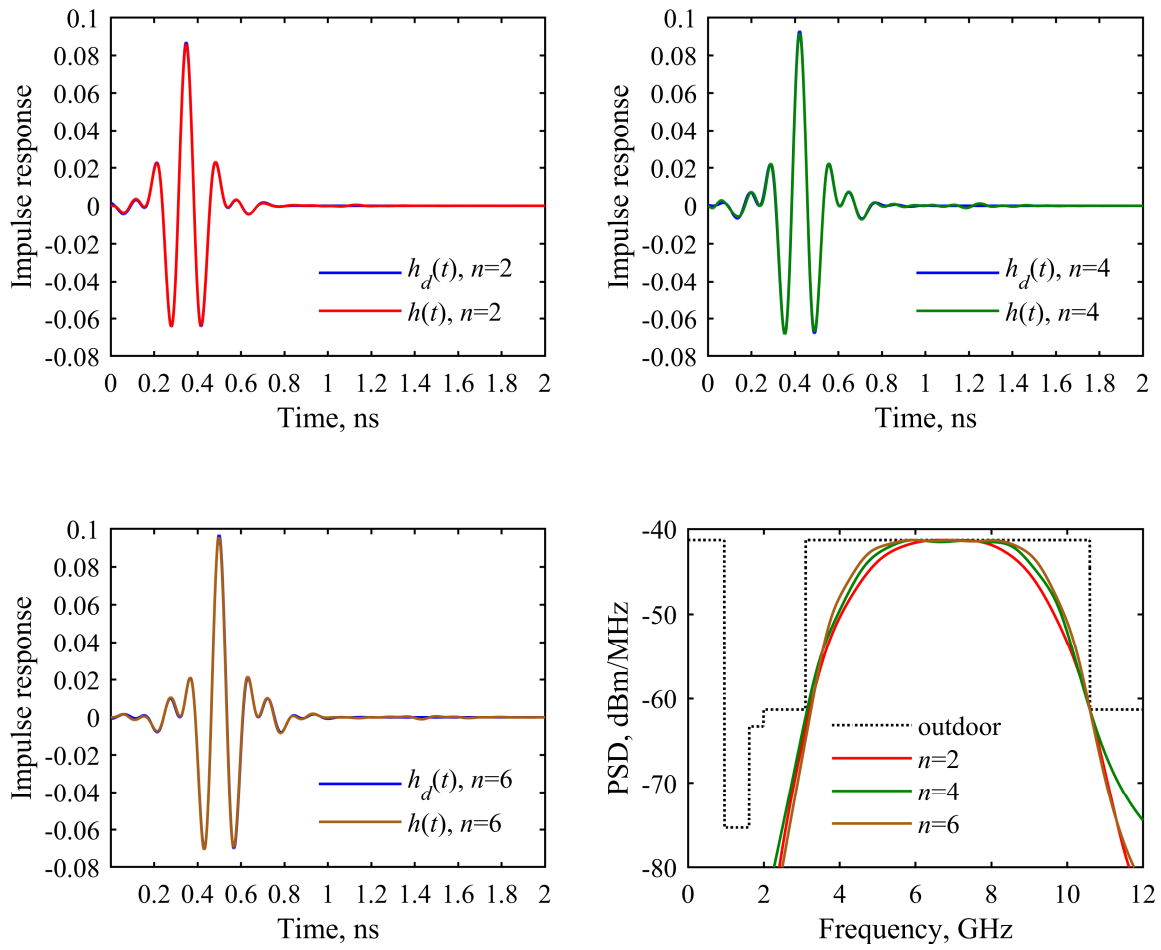 0.1
0.08
0.06
0.04
0.02
0
-0.02
-0.04
-0.06
-0.08
Impulse response
h_d(t), n=2
h(t), n=2
0 0.2 0.4 0.6 0.8 1 1.2 1.4 1.6 1.8 2
Time, ns
0.1
0.08
0.06
0.04
0.02
0
-0.02
-0.04
-0.06
-0.08
Impulse response
h_d(t), n=4
h(t), n=4
0 0.2 0.4 0.6 0.8 1 1.2 1.4 1.6 1.8 2
Time, ns
0.1
0.08
0.06
0.04
0.02
0
-0.02
-0.04
-0.06
-0.08
Impulse response
h_d(t), n=6
h(t), n=6
0 0.2 0.4 0.6 0.8 1 1.2 1.4 1.6 1.8 2
Time, ns
-40
-50
-60
-70
-80
PSD, dBm/MHz
outdoor
n=2
n=4
n=6
0 2 4 6 8 10 12
Frequency, GHz